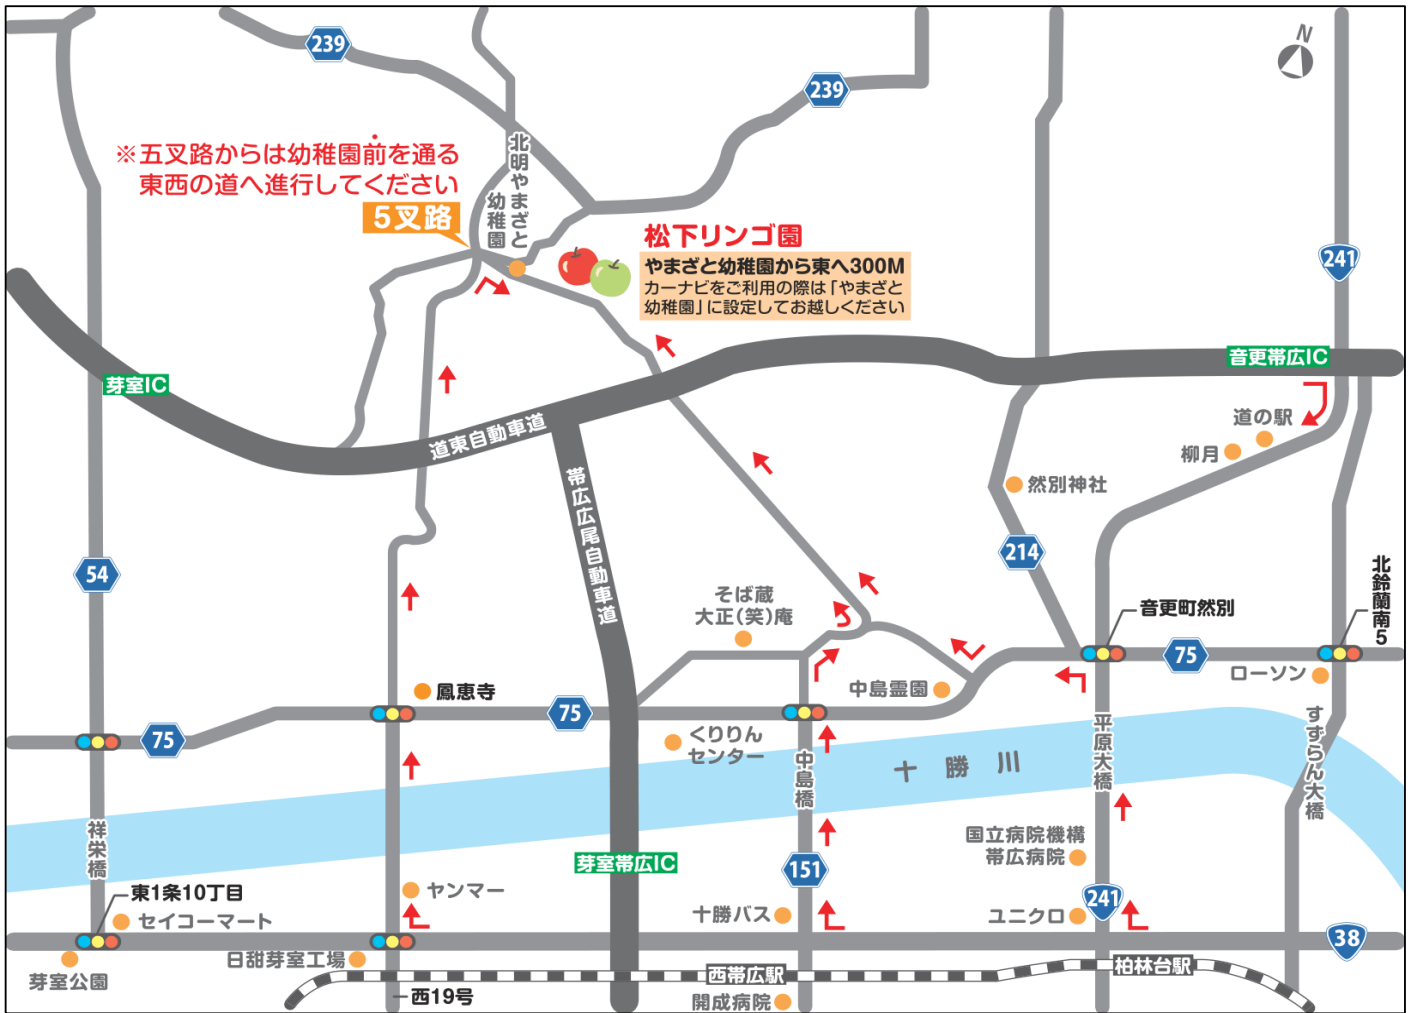 239
N
239
北明やまざと
幼稚園
※五叉路からは幼稚園前を通る
東西の道へ進行してください
5叉路
松下リンゴ園
やまざと幼稚園から東へ300M
カーナビをご利用の際は「やまざと
幼稚園」に設定してお越しください
241
音更帯広IC
芽室IC
道の駅
柳月
道東自動車道
帯広広尾自動車道
然別神社
214
54
北鈴蘭南5
そば蔵
大正(笑)庵
音更町然別
75
ローソン
鳳恵寺
中島霊園
75
75
くりりん
センター
中島橋
十勝川
平原大橋
すずらん大橋
祥栄橋
国立病院機構
帯広病院
芽室帯広IC
151
ヤンマー
東1条10丁目
セイコーマート
十勝バス
ユニクロ
241
38
日甜芽室工場
芽室公園
西19号
西帯広駅
柏林台駅
開成病院